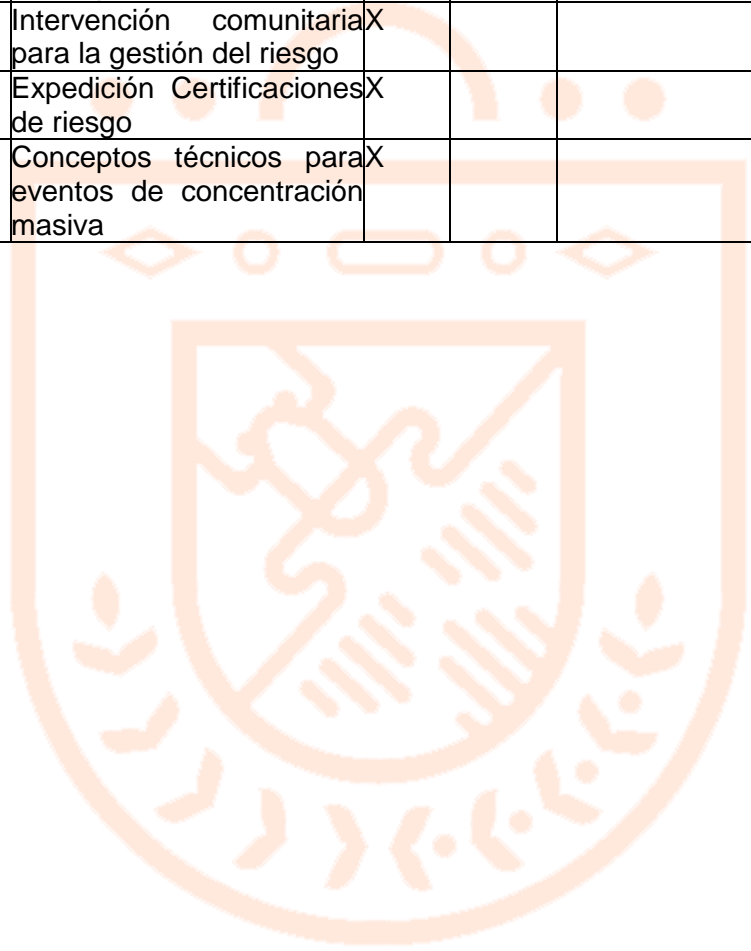 Intervención comunitaria X
para la gestión del riesgo
Expedición Certificaciones X
de riesgo
Conceptos técnicos para X
eventos de concentración
masiva